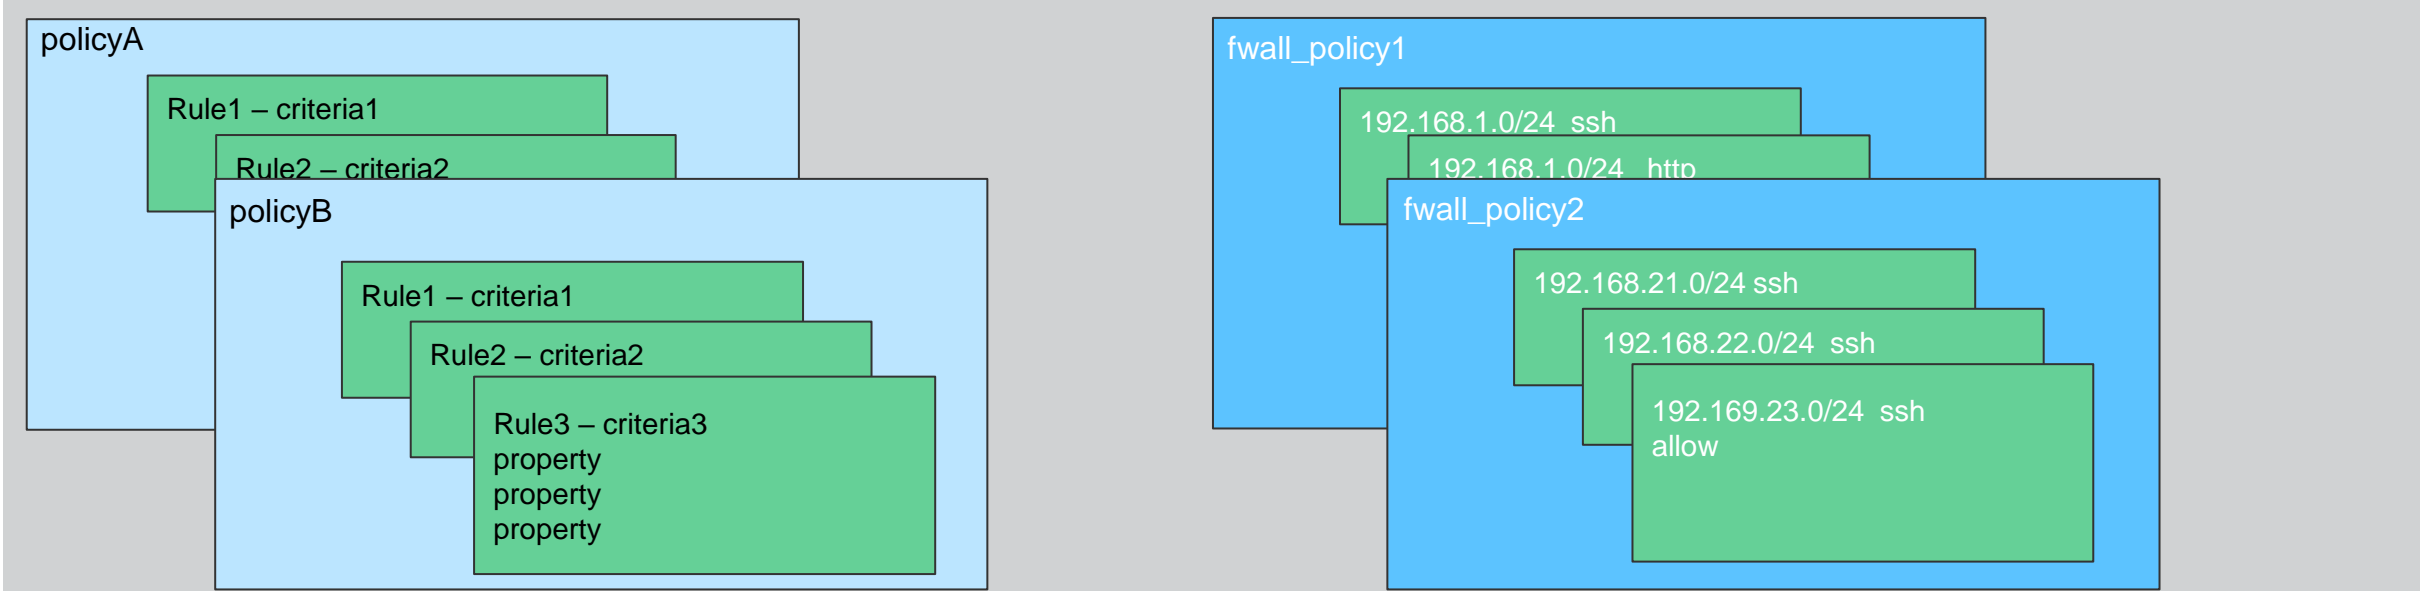 policyA
Rule1 – criteria1
Rule2 – criteria2
policyB
Rule1 – criteria1
Rule2 – criteria2
Rule3 – criteria3
property
property
property
fwall_policy1
192.168.1.0/24 ssh
192.168.1.0/24 http
fwall_policy2
192.168.21.0/24 ssh
192.168.22.0/24 ssh
192.169.23.0/24 ssh
allow